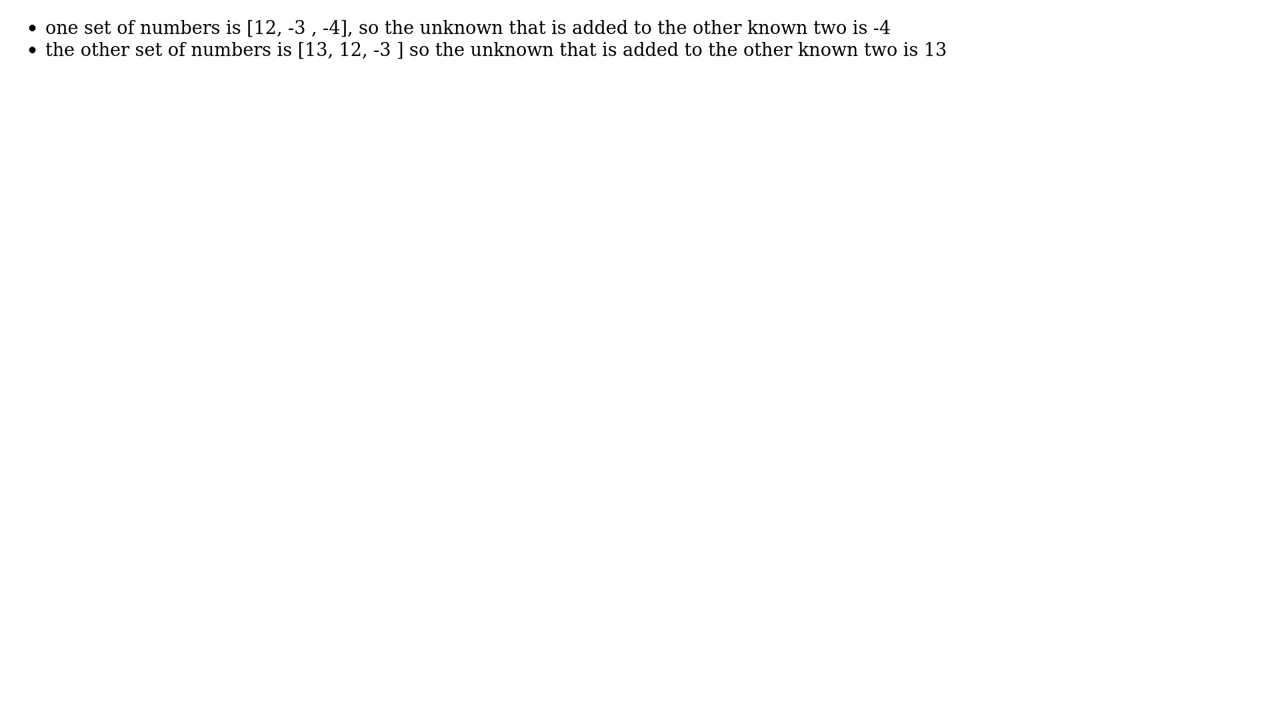 • one set of numbers is [12, -3 , -4], so the unknown that is added to the other known two is -4
• the other set of numbers is [13, 12, -3 ] so the unknown that is added to the other known two is 13